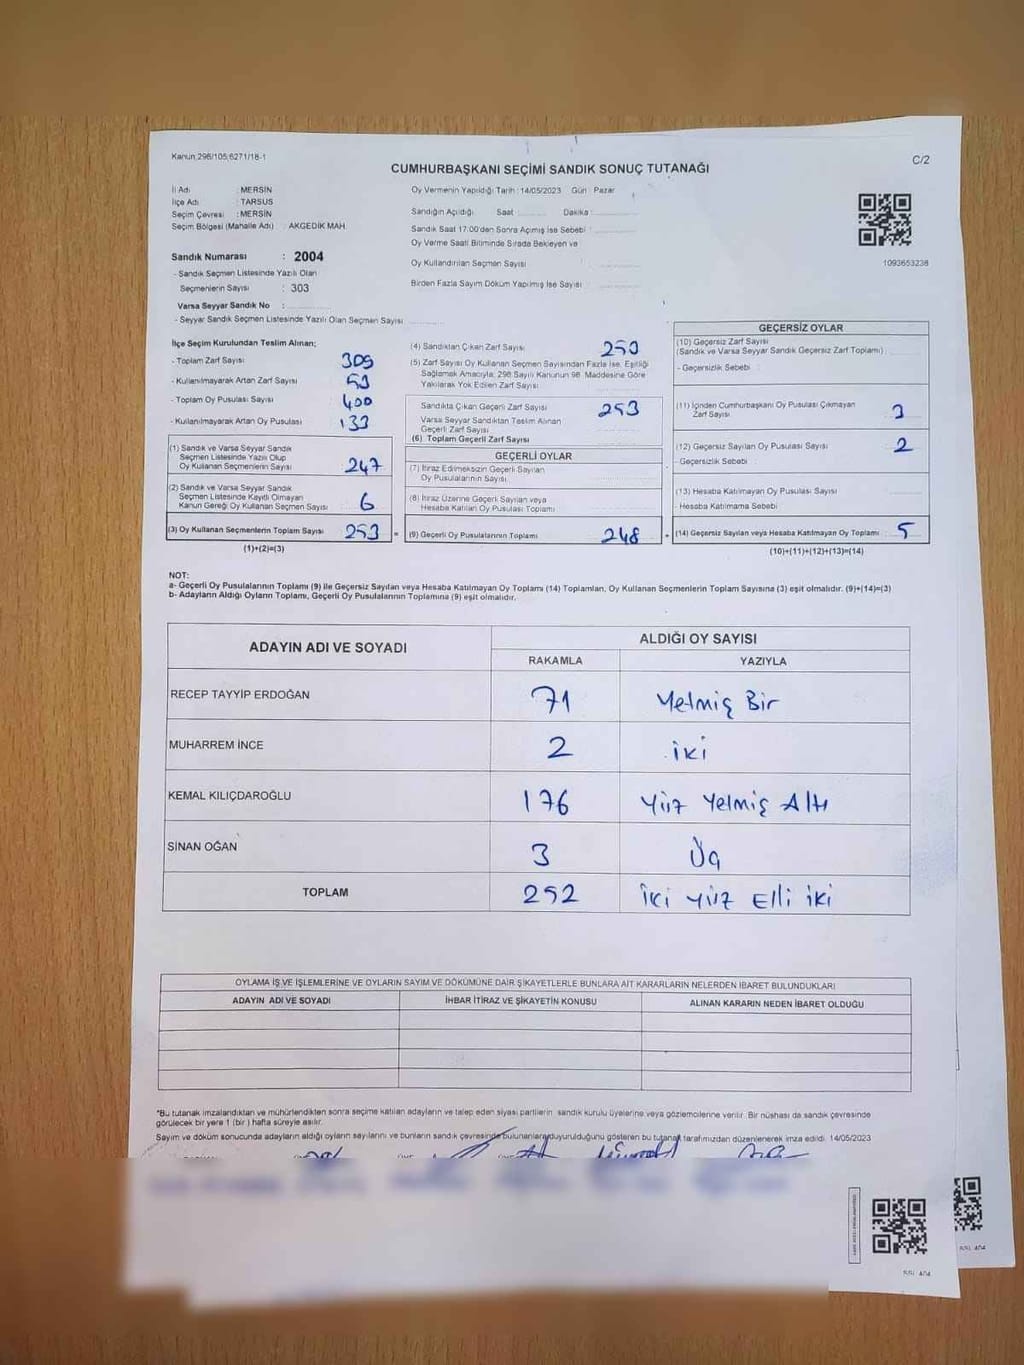 Kanun:298/105;6271/18-1
C/2
CUMHURBAŞKANI SEÇİMİ SANDIK SONUÇ TUTANAĞI
İl Adı : MERSİN
İlçe Adı : TARSUS
Seçim Çevresi : MERSİN
Seçim Bölgesi (Mahalle Adı) : AKGEDİK MAH.
Sandık Numarası : 2004
- Sandık Seçmen Listesinde Yazılı Olan
Seçmenlerin Sayısı : 303
Varsa Seyyar Sandık No :
- Seyyar Sandık Seçmen Listesinde Yazılı Olan Seçmen Sayısı
Oy Vermenin Yapıldığı Tarih :14/05/2023 Gün : Pazar
Sandığın Açıldığı Saat : Dakika :
Sandık Saat 17.00'den Sonra Açılmış İse Sebebi :
Oy Verme Saati Bitiminde Sırada Bekleyen ve
Oy Kullandırılan Seçmen Sayısı :
Birden Fazla Sayım Döküm Yapılmış İse Sayısı :
1093653238
İlçe Seçim Kurulundan Teslim Alınan;
- Toplam Zarf Sayısı 309
- Kullanılmayarak Artan Zarf Sayısı
- Toplam Oy Pusulası Sayısı 400
- Kullanılmayarak Artan Oy Pusulası 133
(1) Sandık ve Varsa Seyyar Sandık
Seçmen Listesinde Yazılı Olup
Oy Kullanan Seçmenlerin Sayısı 247
(2) Sandık ve Varsa Seyyar Sandık
Seçmen Listesinde Kayıtlı Olmayan
Kanun Gereği Oy Kullanan Seçmen Sayısı 6
(3) Oy Kullanan Seçmenlerin Toplam Sayısı 253 =
(1)+(2)=(3)
(4) Sandıktan Çıkan Zarf Sayısı 253
(5) Zarf Sayısı Oy Kullanan Seçmen Sayısından Fazla İse, Eşitliği
Sağlamak Amacıyla; 298 Sayılı Kanunun 98. Maddesine Göre
Yakılarak Yok Edilen Zarf Sayısı
Sandıkta Çıkan Geçerli Zarf Sayısı 253
Varsa Seyyar Sandıktan Teslim Alınan
Geçerli Zarf Sayısı
(6) Toplam Geçerli Zarf Sayısı
GEÇERLİ OYLAR
(7) İtiraz Edilmeksizin Geçerli Sayılan
Oy Pusulalarının Sayısı
(8) İtiraz Üzerine Geçerli Sayılan veya
Hesaba Katılan Oy Pusulası Toplamı
(9) Geçerli Oy Pusulalarının Toplamı 248 +
GEÇERSİZ OYLAR
(10) Geçersiz Zarf Sayısı
(Sandık ve Varsa Seyyar Sandık Geçersiz Zarf Toplamı)
- Geçersizlik Sebebi :
(11) İçinden Cumhurbaşkanı Oy Pusulası Çıkmayan
Zarf Sayısı 3
(12) Geçersiz Sayılan Oy Pusulası Sayısı 2
- Geçersizlik Sebebi :
(13) Hesaba Katılmayan Oy Pusulası Sayısı
- Hesaba Katılmama Sebebi :
(14) Geçersiz Sayılan veya Hesaba Katılmayan Oy Toplamı 5
(10)+(11)+(12)+(13)=(14)
NOT:
a- Geçerli Oy Pusulalarının Toplamı (9) ile Geçersiz Sayılan veya Hesaba Katılmayan Oy Toplamı (14) Toplamları, Oy Kullanan Seçmenlerin Toplam Sayısına (3) eşit olmalıdır. (9)+(14)=(3)
b- Adayların Aldığı Oyların Toplamı, Geçerli Oy Pusulalarının Toplamına (9) eşit olmalıdır.
ADAYIN ADI VE SOYADI
ALDIĞI OY SAYISI
RAKAMLA YAZIYLA
RECEP TAYYİP ERDOĞAN 71 Yetmiş Bir
MUHARREM İNCE 2 iki
KEMAL KILIÇDAROĞLU 176 Yüz Yetmiş Altı
SİNAN OĞAN 3 Üç
TOPLAM 252 İki Yüz Elli iki
OYLAMA İŞ VE İŞLEMLERİNE VE OYLARIN SAYIM VE DÖKÜMÜNE DAİR ŞİKAYETLERLE BUNLARA AİT KARARLARIN NELERDEN İBARET BULUNDUKLARI
ADAYIN ADI VE SOYADI İHBAR İTİRAZ VE ŞİKAYETİN KONUSU ALINAN KARARIN NEDEN İBARET OLDUĞU
*Bu tutanak imzalandıktan ve mühürlendikten sonra seçime katılan adayların ve talep eden siyasi partilerin sandık kurulu üyelerine veya gözlemcilerine verilir. Bir nüshası da sandık çevresinde
görülecek bir yere 1 (bir) hafta süreyle asılır.
Sayım ve döküm sonucunda adayların aldığı oyların sayılarını ve bunların sandık çevresinde bulunanlara duyurulduğunu gösteren bu tutanak tarafımızdan düzenlenerek imza edildi. 14/05/2023